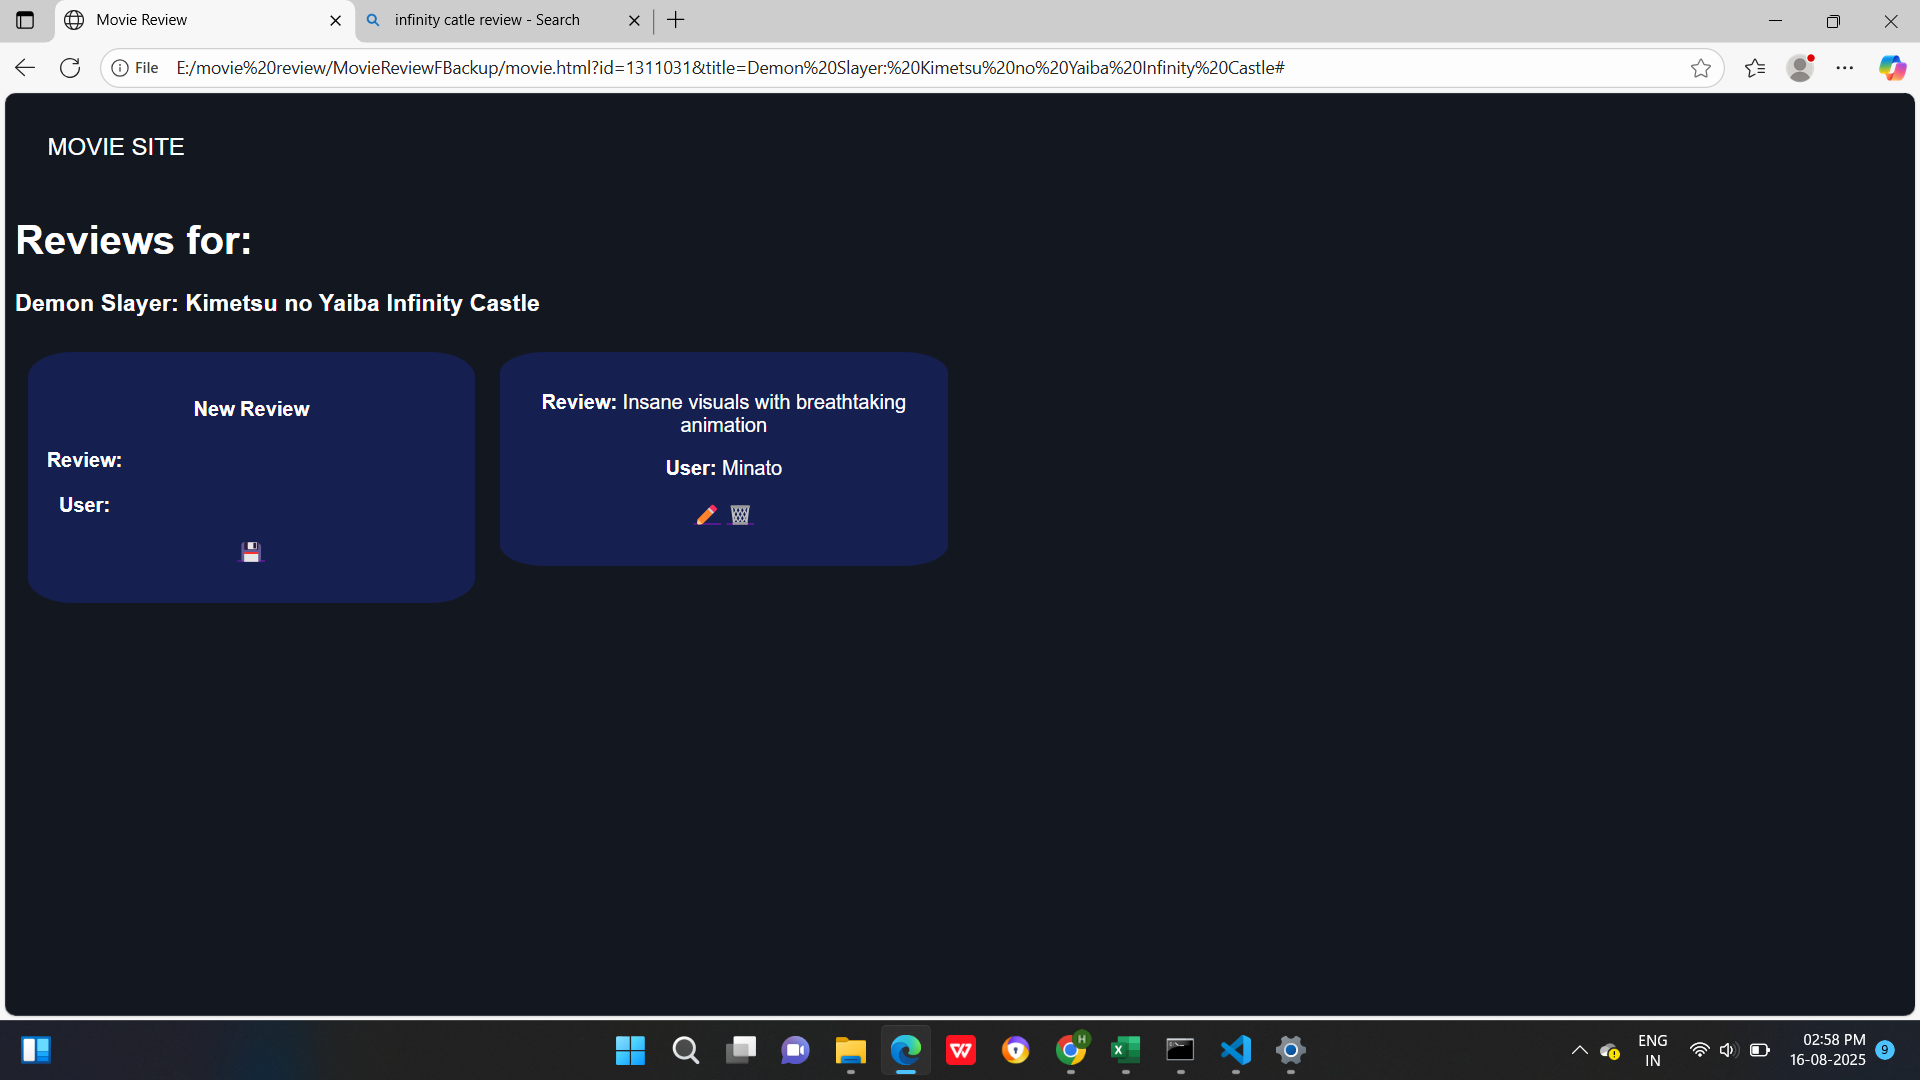 Movie Review
infinity catle review - Search
File
E:/movie%20review/MovieReviewFBackup/movie.html?id=1311031&title=Demon%20Slayer:%20Kimetsu%20no%20Yaiba%20Infinity%20Castle#
MOVIE SITE
Reviews for:
Demon Slayer: Kimetsu no Yaiba Infinity Castle
New Review
Review:
User:
Review: Insane visuals with breathtaking
animation
User: Minato
H
ENG
IN
02:58 PM
16-08-2025
9